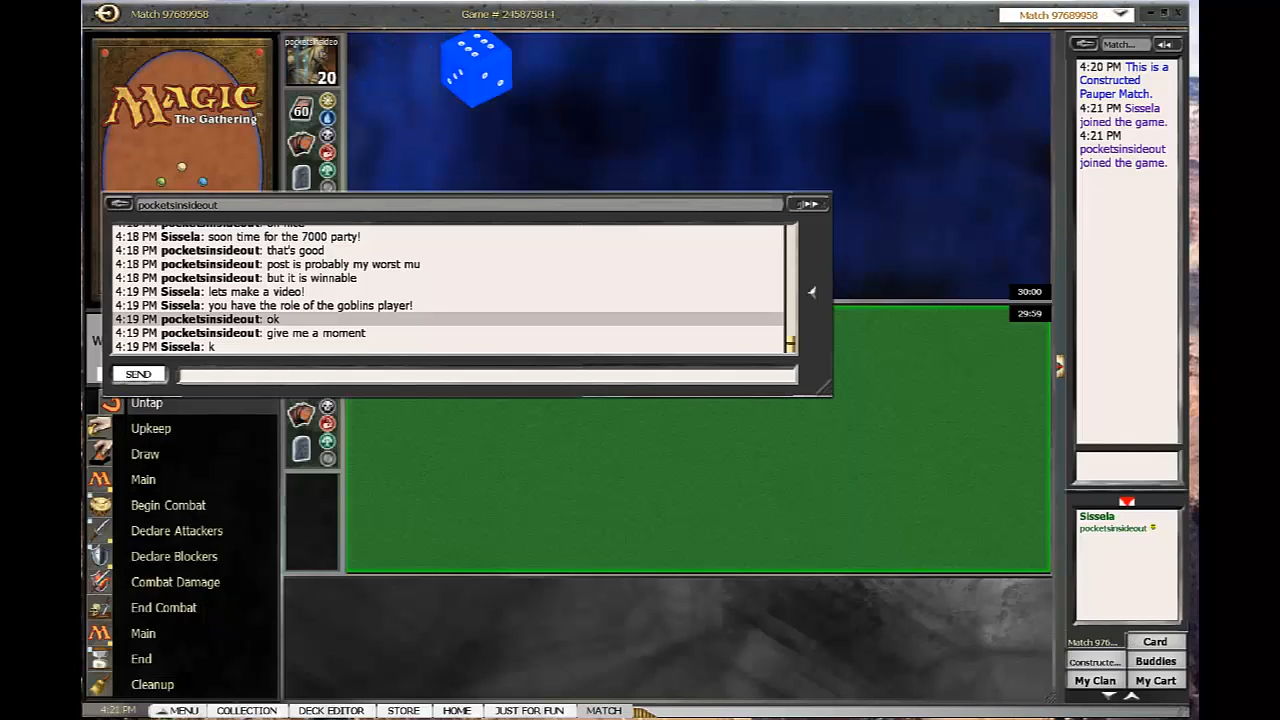 Match 97689958
Game # 245875814
Match 97689958
MAGIC
The Gathering
pocketsinsideo
20
60
pocketsinsideout
4:18 PM Sissela: soon time for the 7000 party!
4:18 PM pocketsinsideout: that's good
4:18 PM pocketsinsideout: post is probably my worst mu
4:18 PM pocketsinsideout: but it is winnable
4:19 PM Sissela: lets make a video!
4:19 PM Sissela: you have the role of the goblins player!
4:19 PM pocketsinsideout: ok
4:19 PM pocketsinsideout: give me a moment
4:19 PM Sissela: k
SEND
30:00
29:59
Untap
Upkeep
Draw
Main
Begin Combat
Declare Attackers
Declare Blockers
Combat Damage
End Combat
Main
End
Cleanup
Match...
4:20 PM This is a
Constructed
Pauper Match.
4:21 PM Sissela
joined the game.
4:21 PM
pocketsinsideout
joined the game.
Sissela
pocketsinsideout
Match 976...
Card
Constructe...
Buddies
My Clan
My Cart
4:21 PM
MENU
COLLECTION
DECK EDITOR
STORE
HOME
JUST FOR FUN
MATCH